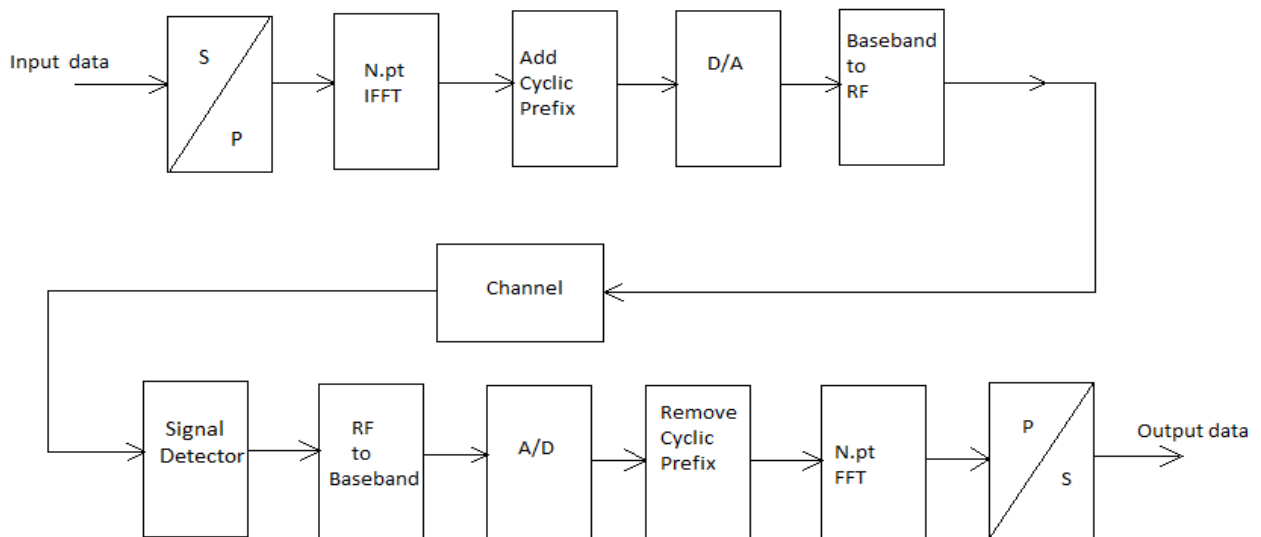 Input data
S
P
N.pt
IFFT
Add
Cyclic
Prefix
D/A
Baseband
to
RF
Channel
Signal
Detector
RF
to
Baseband
A/D
Remove
Cyclic
Prefix
N.pt
FFT
P
S
Output data